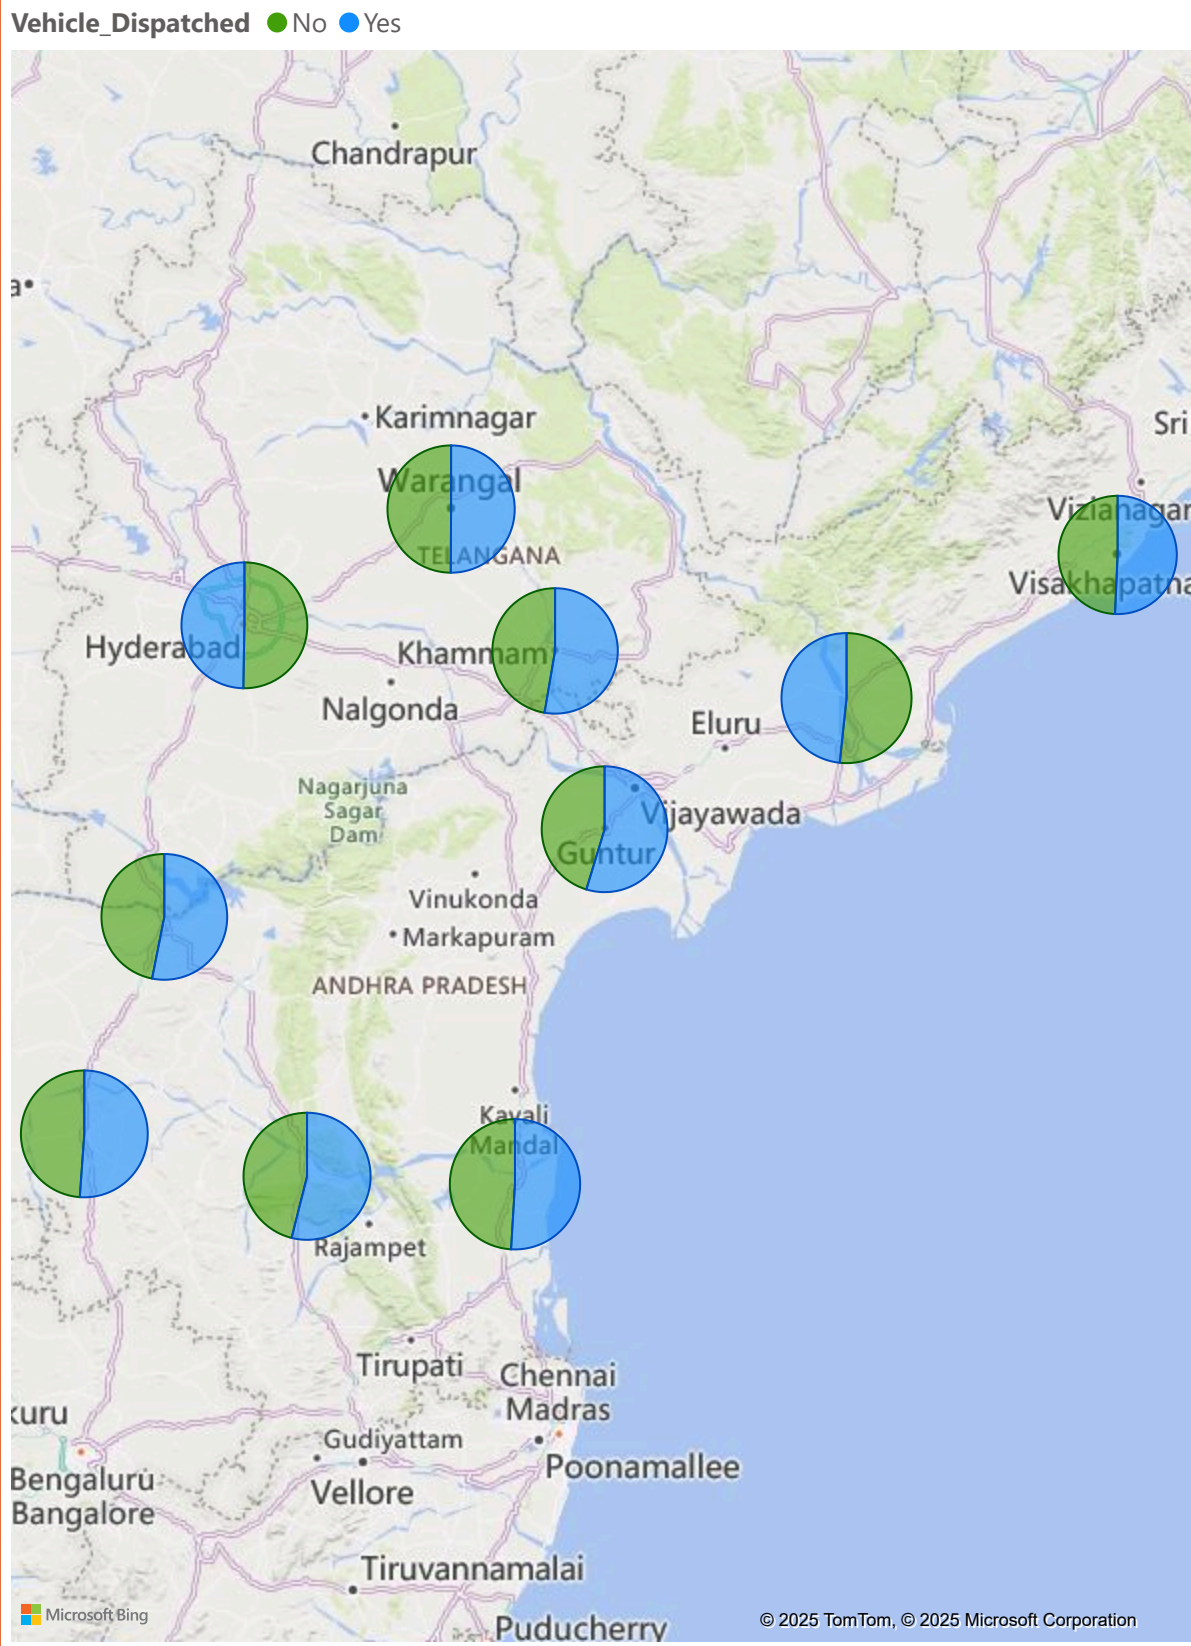 Vehicle_Dispatched No Yes
Chandrapur
a
Karimnagar
Sri
Warangal
Vizianagar
TELANGANA
Visakhapatna
Hyderabad
Khammam
Nalgonda
Eluru
Nagarjuna
Sagar
Dam
Vijayawada
Guntur
Vinukonda
Markapuram
ANDHRA PRADESH
Kavali
Mandal
Rajampet
Tirupati
Chennai
Madras
kuru
Gudiyattam
Poonamallee
Bengaluru
Bangalore
Vellore
Tiruvannamalai
Microsoft Bing
Puducherry
© 2025 TomTom, © 2025 Microsoft Corporation